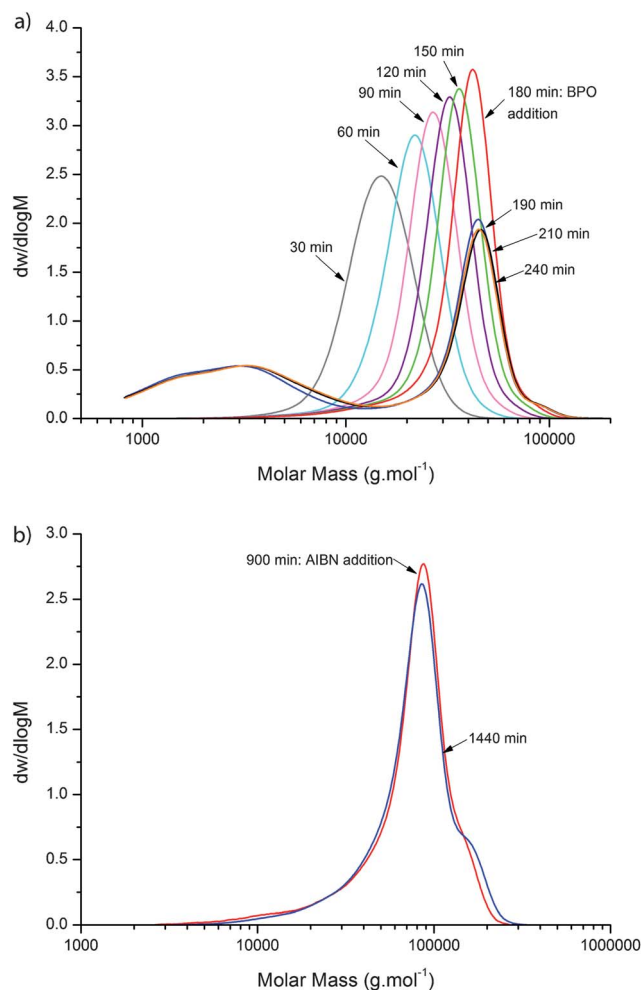 a)
4.0
3.5
3.0
2.5
2.0
1.5
1.0
0.5
0.0
dw/dlogM
150 min
120 min
90 min
180 min: BPO
addition
60 min
30 min
190 min
210 min
240 min
1000
10000
100000
Molar Mass (g.mol⁻¹)
b)
3.0
2.5
2.0
1.5
1.0
0.5
0.0
dw/dlogM
900 min: AIBN addition
1440 min
1000
10000
100000
1000000
Molar Mass (g.mol⁻¹)